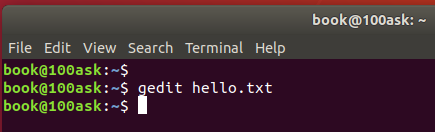 book@100ask: ~
File Edit View Search Terminal Help
book@100ask:~$
book@100ask:~$ gedit hello.txt
book@100ask:~$